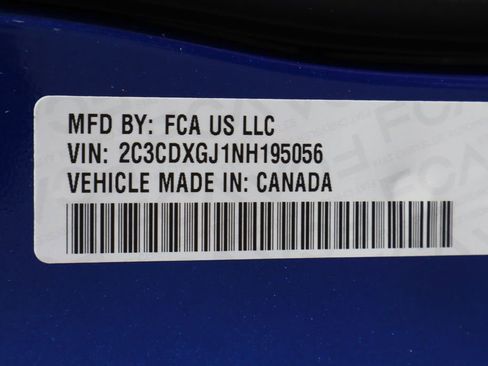 MFD BY: FCA US LLC
VIN: 2C3CDXGJ1NH195056
VEHICLE MADE IN: CANADA